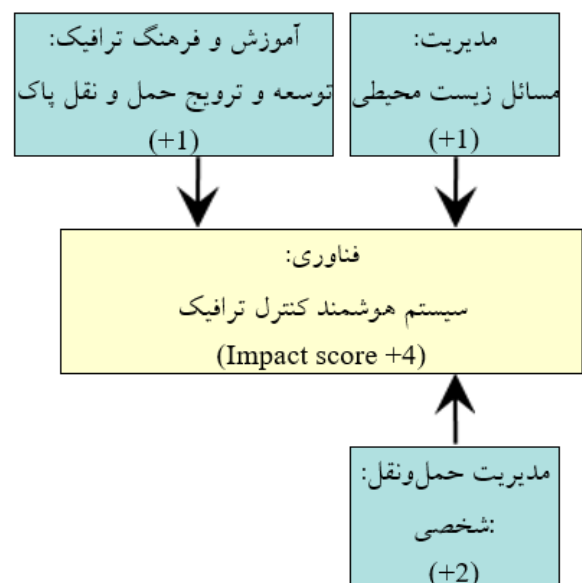 آموزش و فرهنگ ترافیک:
توسعه و ترویج حمل و نقل پاک
(+1)
مدیریت:
مسائل زیست محیطی
(+1)
فناوری:
سیستم هوشمند کنترل ترافیک
(Impact score +4)
مدیریت حمل‌ونقل:
:شخصی
(+2)